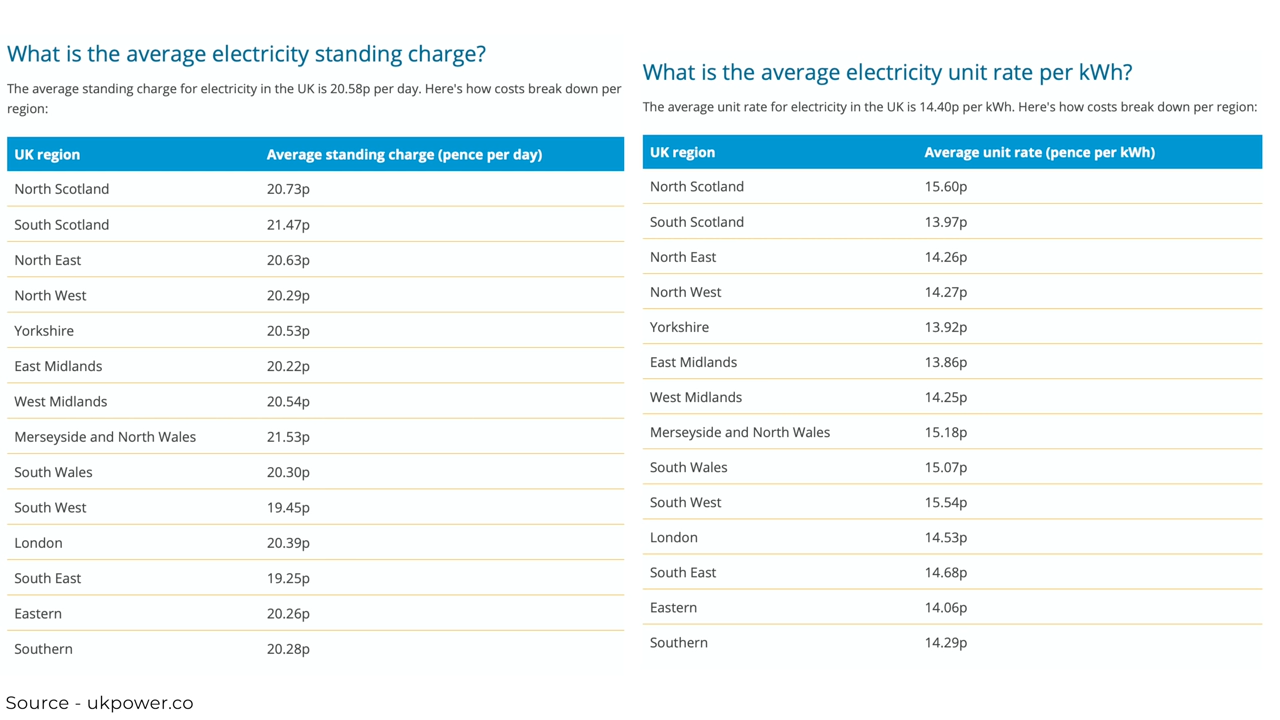 What is the average electricity standing charge?
The average standing charge for electricity in the UK is 20.58p per day. Here's how costs break down per
region:
UK region Average standing charge (pence per day)
North Scotland 20.73p
South Scotland 21.47p
North East 20.63p
North West 20.29p
Yorkshire 20.53p
East Midlands 20.22p
West Midlands 20.54p
Merseyside and North Wales 21.53p
South Wales 20.30p
South West 19.45p
London 20.39p
South East 19.25p
Eastern 20.26p
Southern 20.28p
What is the average electricity unit rate per kWh?
The average unit rate for electricity in the UK is 14.40p per kWh. Here's how costs break down per region:
UK region Average unit rate (pence per kWh)
North Scotland 15.60p
South Scotland 13.97p
North East 14.26p
North West 14.27p
Yorkshire 13.92p
East Midlands 13.86p
West Midlands 14.25p
Merseyside and North Wales 15.18p
South Wales 15.07p
South West 15.54p
London 14.53p
South East 14.68p
Eastern 14.06p
Southern 14.29p
Source - ukpower.co